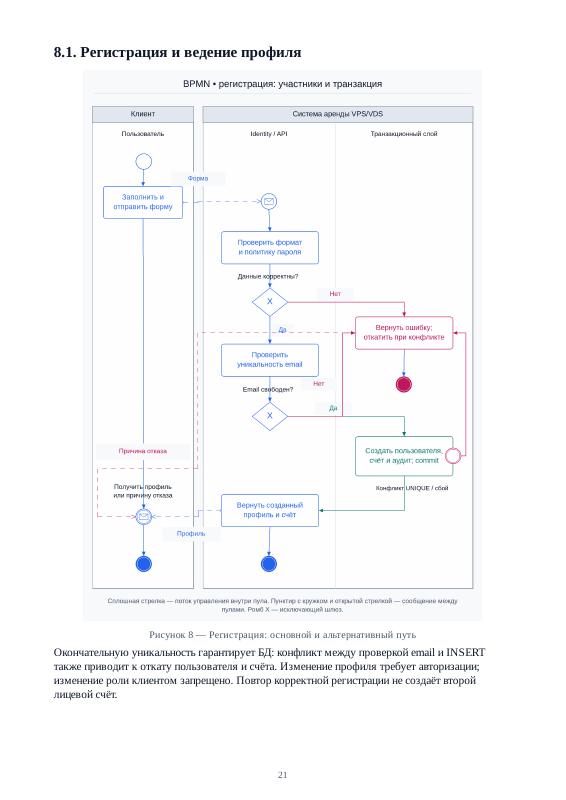 8.1. Регистрация и ведение профиля
BPMN • регистрация: участники и транзакция
Клиент
Система аренды VPS/VDS
Пользователь
Identity / API
Транзакционный слой
Форма
Заполнить и
отправить форму
Проверить формат
и политику пароля
Данные корректны?
X
Нет
Да
Вернуть ошибку;
откатить при конфликте
Проверить
уникальность email
Email свободен?
Нет
X
Да
Причина отказа
Создать пользователя,
счёт и аудит; commit
Конфликт UNIQUE / сбой
Получить профиль
или причину отказа
Вернуть созданный
профиль и счёт
Профиль
Сплошная стрелка — поток управления внутри пула. Пунктир с кружком и открытой стрелкой — сообщение между
пулами. Ромб X — исключающий шлюз.
Рисунок 8 — Регистрация: основной и альтернативный путь
Окончательную уникальность гарантирует БД: конфликт между проверкой email и INSERT
также приводит к откату пользователя и счёта. Изменение профиля требует авторизации;
изменение роли клиентом запрещено. Повтор корректной регистрации не создаёт второй
лицевой счёт.
21